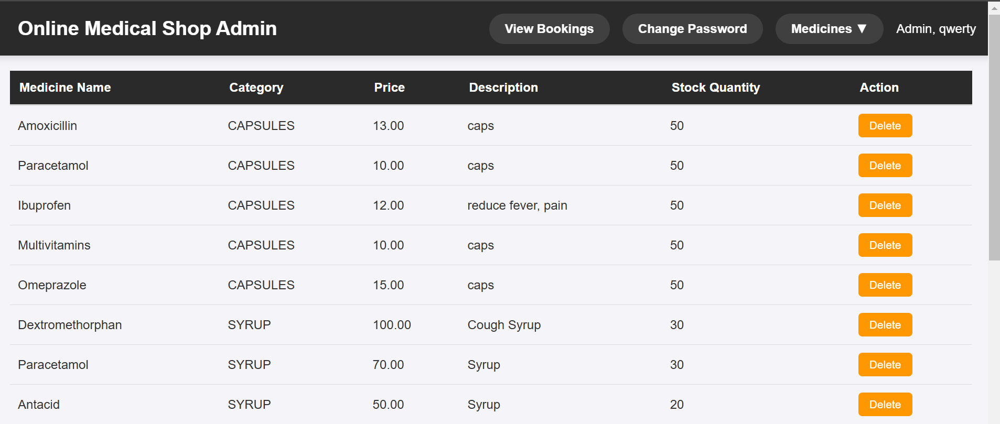 Online Medical Shop Admin View Bookings Change Password Medicines ▼ Admin, qwerty
Medicine Name Category Price Description Stock Quantity Action
Amoxicillin CAPSULES 13.00 caps 50 Delete
Paracetamol CAPSULES 10.00 caps 50 Delete
Ibuprofen CAPSULES 12.00 reduce fever, pain 50 Delete
Multivitamins CAPSULES 10.00 caps 50 Delete
Omeprazole CAPSULES 15.00 caps 50 Delete
Dextromethorphan SYRUP 100.00 Cough Syrup 30 Delete
Paracetamol SYRUP 70.00 Syrup 30 Delete
Antacid SYRUP 50.00 Syrup 20 Delete